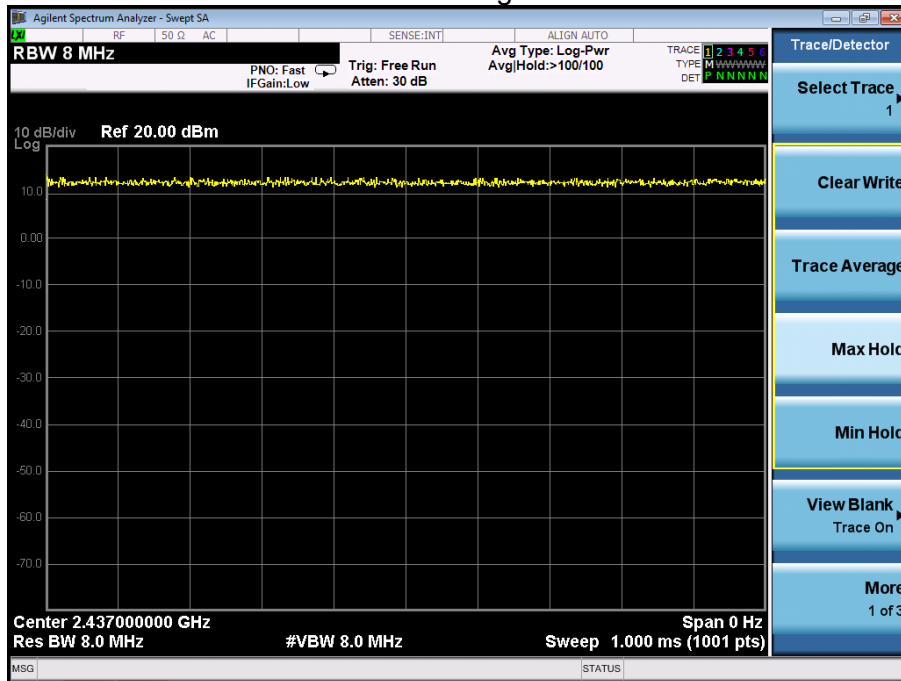 Agilent Spectrum Analyzer - Swept SA
LXI RF 50 Ω AC SENSE:INT ALIGN AUTO
RBW 8 MHz
PNO: Fast
IFGain:Low
Trig: Free Run
Atten: 30 dB
Avg Type: Log-Pwr
Avg|Hold:>100/100
TRACE 1 2 3 4 5 6
TYPE M WWWWW
DET P N N N N N
10 dB/div Ref 20.00 dBm
Log
10.0
0.00
-10.0
-20.0
-30.0
-40.0
-50.0
-60.0
-70.0
Center 2.437000000 GHz Span 0 Hz
Res BW 8.0 MHz #VBW 8.0 MHz Sweep 1.000 ms (1001 pts)
MSG STATUS
Trace/Detector
Select Trace
1
Clear Write
Trace Average
Max Hold
Min Hold
View Blank
Trace On
More
1 of 3